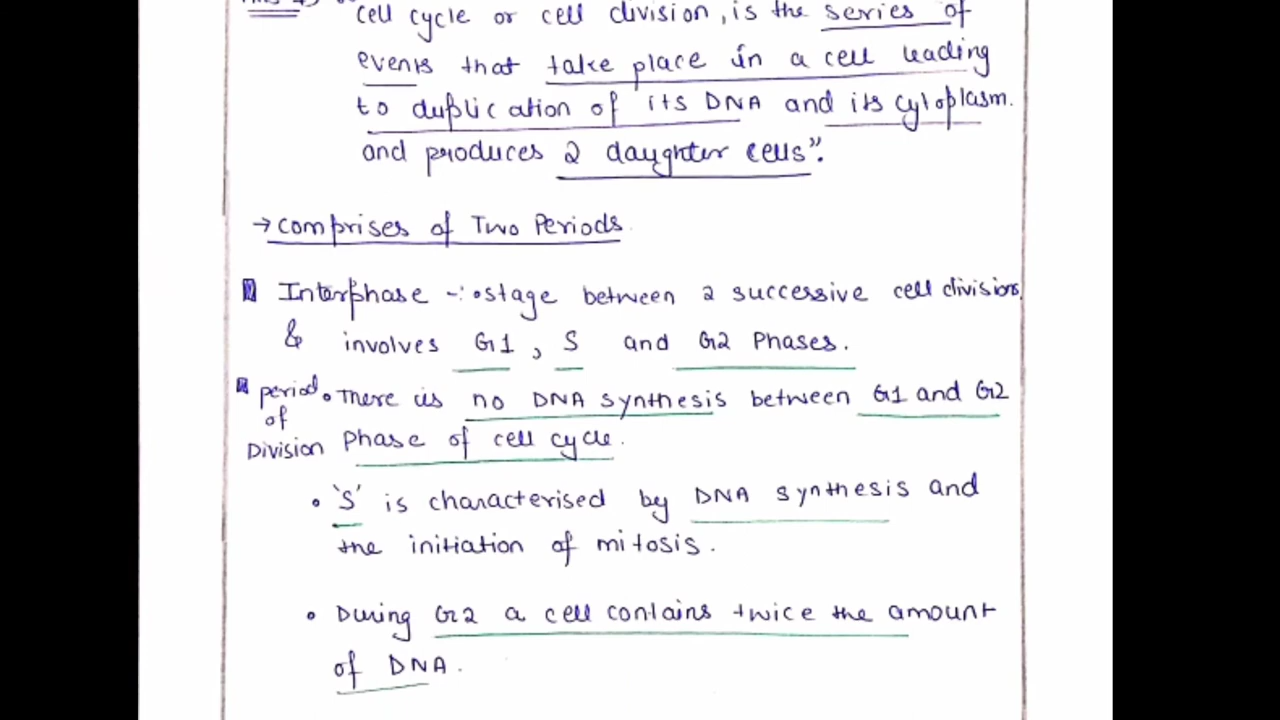 cell cycle or cell division, is the series of
events that take place in a cell leading
to duplication of its DNA and its cytoplasm.
and produces 2 daughter cells”.
→ comprises of Two Periods.
Interphase -:• stage between 2 successive cell divisions
& involves G1, S and G2 Phases.
period • There is no DNA synthesis between G1 and G2
of
Division Phase of cell cycle.
• ‘S’ is characterised by DNA synthesis and
the initiation of mitosis.
• During G2 a cell contains twice the amount
of DNA.